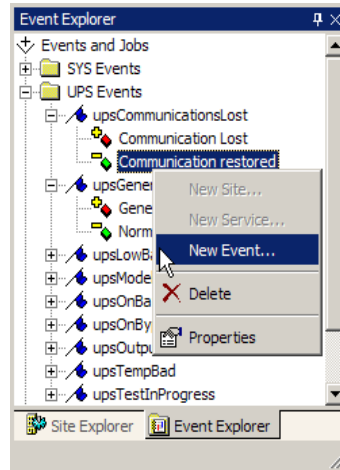 Event Explorer
Events and Jobs
SYS Events
UPS Events
upsCommunicationsLost
Communication Lost
Communication restored
upsGener
Gene
Norm
upsLowBa
upsMode
upsOnBa
upsOnBy
upsOutpu
upsTempBad
upsTestInProgress
New Site...
New Service...
New Event...
Delete
Properties
Site Explorer
Event Explorer